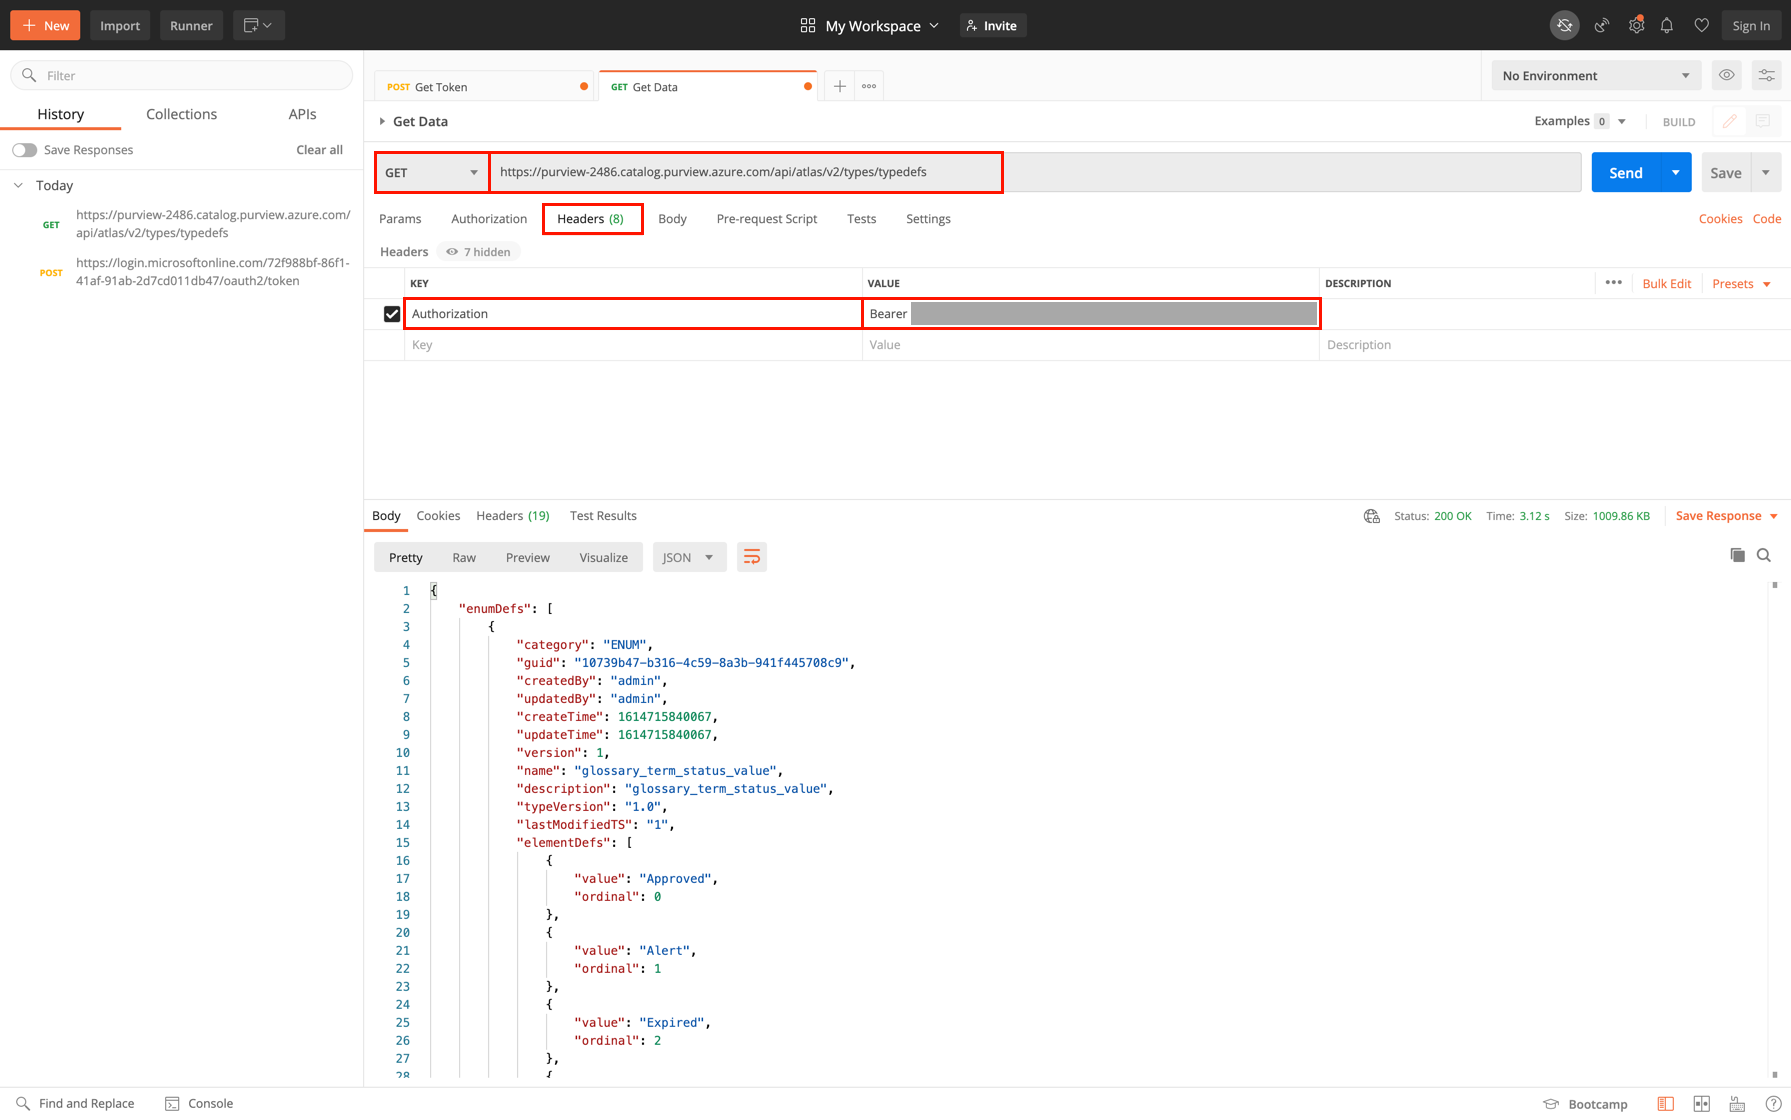 New
Import
Runner
My Workspace
Invite
Sign In
Filter
History
Collections
APIs
Save Responses
Clear all
Today
GET
https://purview-2486.catalog.purview.azure.com/
api/atlas/v2/types/typedefs
POST
https://login.microsoftonline.com/72f988bf-86f1-
41af-91ab-2d7cd011db47/oauth2/token
POST Get Token
GET Get Data
No Environment
Get Data
Examples 0
BUILD
GET
https://purview-2486.catalog.purview.azure.com/api/atlas/v2/types/typedefs
Send
Save
Params
Authorization
Headers (8)
Body
Pre-request Script
Tests
Settings
Cookies
Code
Headers
7 hidden
KEY
VALUE
DESCRIPTION
Bulk Edit
Presets
Authorization
Bearer
Key
Value
Description
Body
Cookies
Headers (19)
Test Results
Status: 200 OK
Time: 3.12 s
Size: 1009.86 KB
Save Response
Pretty
Raw
Preview
Visualize
JSON
1 {
2 "enumDefs": [
3 {
4 "category": "ENUM",
5 "guid": "10739b47-b316-4c59-8a3b-941f445708c9",
6 "createdBy": "admin",
7 "updatedBy": "admin",
8 "createTime": 1614715840067,
9 "updateTime": 1614715840067,
10 "version": 1,
11 "name": "glossary_term_status_value",
12 "description": "glossary_term_status_value",
13 "typeVersion": "1.0",
14 "lastModifiedTS": "1",
15 "elementDefs": [
16 {
17 "value": "Approved",
18 "ordinal": 0
19 },
20 {
21 "value": "Alert",
22 "ordinal": 1
23 },
24 {
25 "value": "Expired",
26 "ordinal": 2
27 },
28 {
Find and Replace
Console
Bootcamp